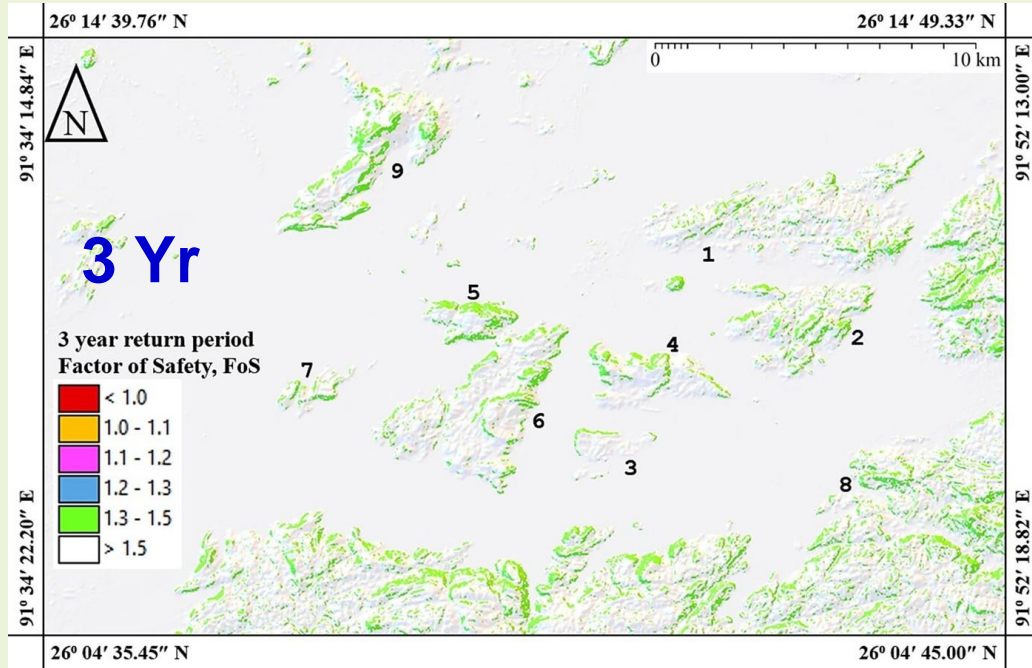 26° 14′ 39.76″ N
26° 14′ 49.33″ N
91° 34′ 14.84″ E
91° 52′ 13.00″ E
0
10 km
N
9
1
3 Yr
5
2
4
3 year return period
Factor of Safety, FoS
7
< 1.0
1.0 - 1.1
1.1 - 1.2
1.2 - 1.3
1.3 - 1.5
> 1.5
6
3
8
91° 34′ 22.20″ E
91° 52′ 18.82″ E
26° 04′ 35.45″ N
26° 04′ 45.00″ N